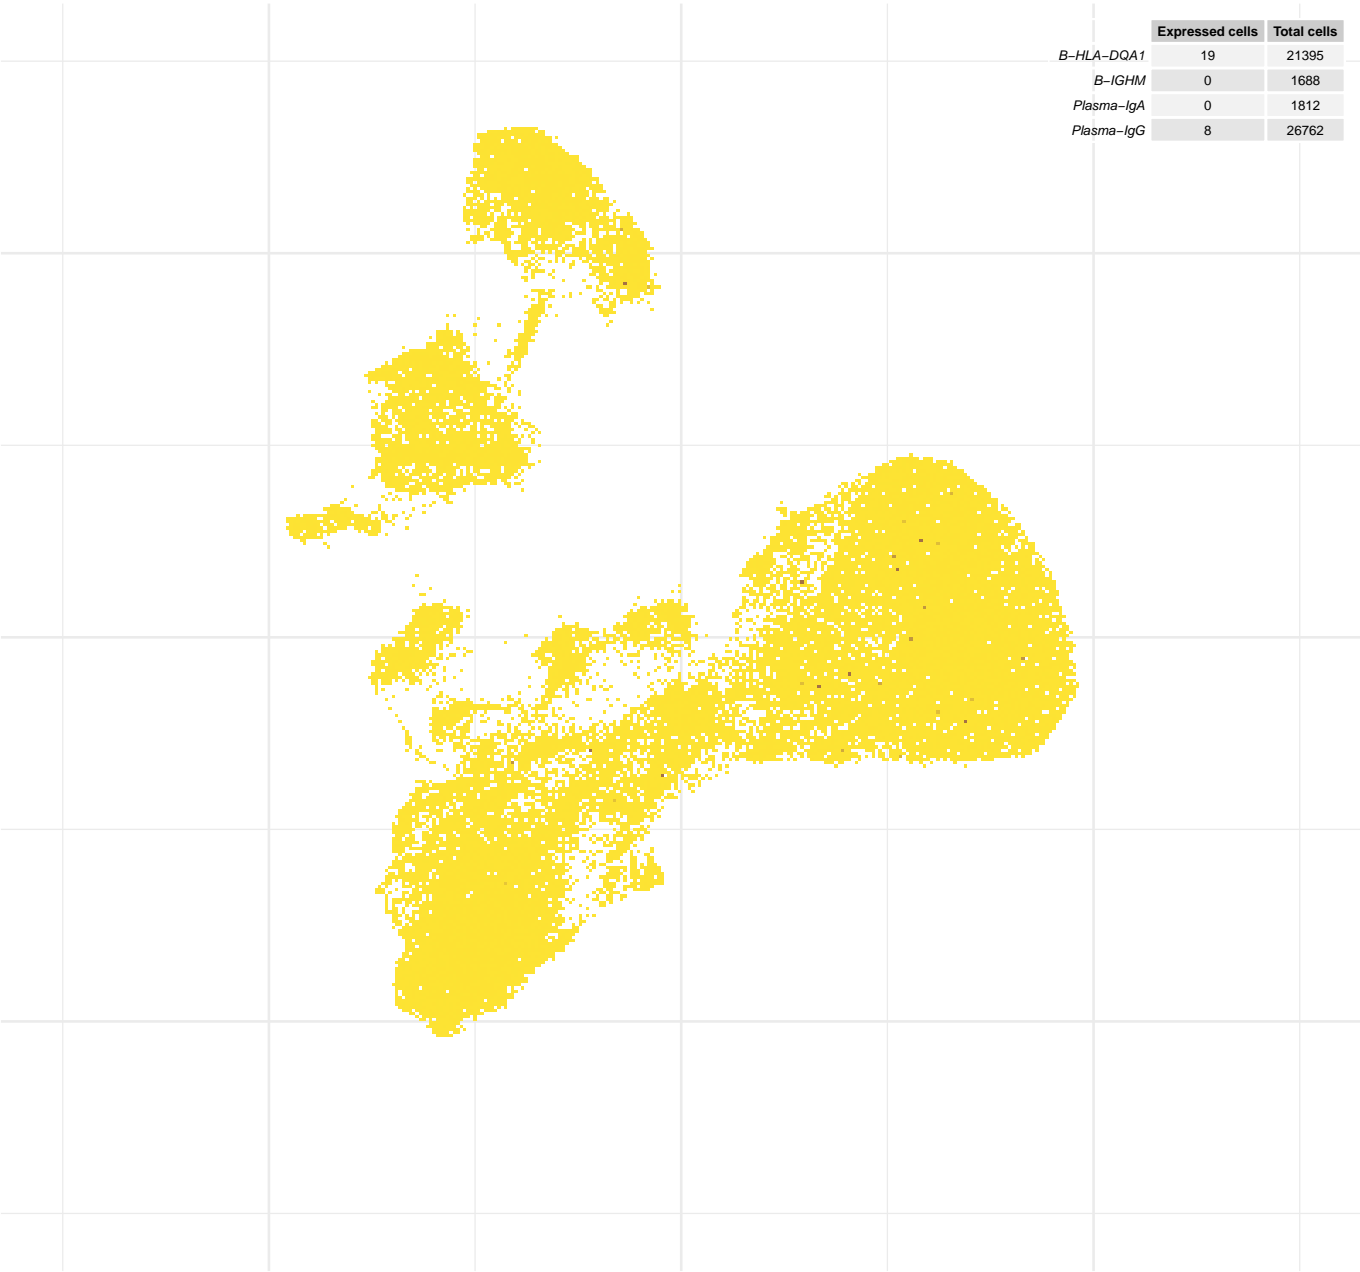 Expressed cells Total cells
B−HLA−DQA1 19 21395
B−IGHM 0 1688
Plasma−IgA 0 1812
Plasma−IgG 8 26762